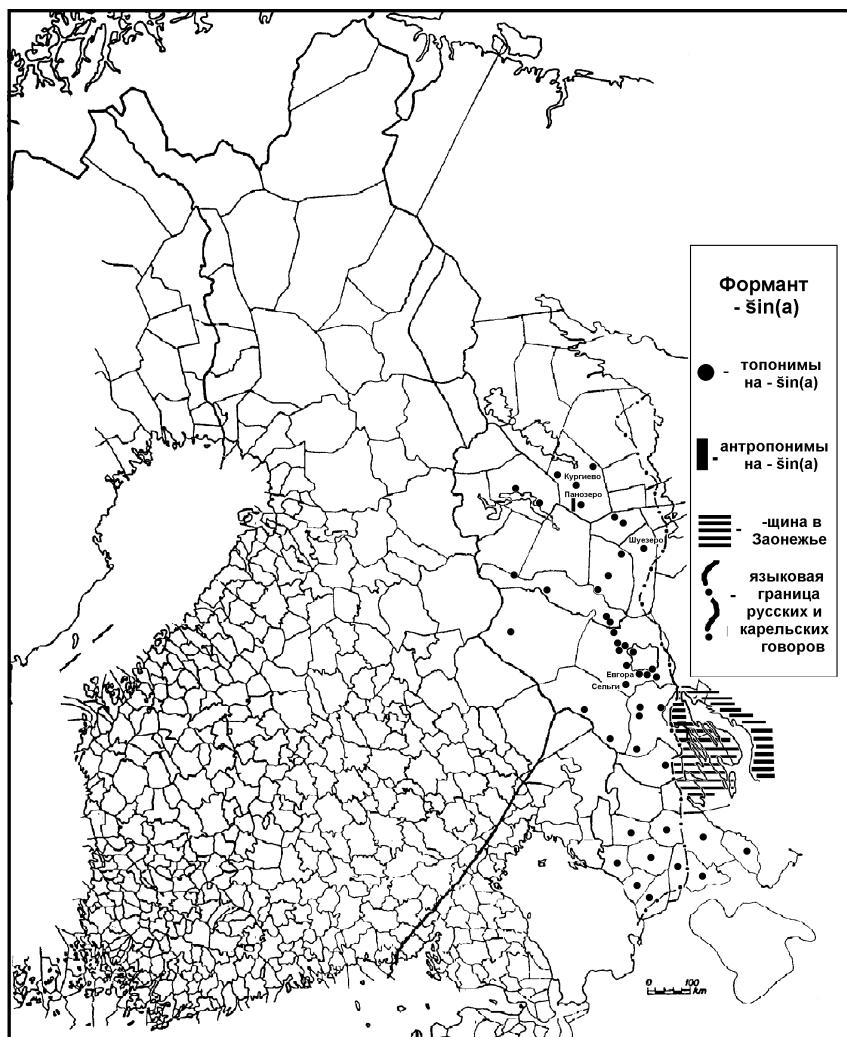 Формант
- šin(a)
- топонимы
на - šin(a)
- антропонимы
на - šin(a)
- -щина в
Заонежье
языковая
- граница
русских и
карельских
говоров
Кургиево
Панозеро
Шуезеро
Евгора
Сельги
0 100
km